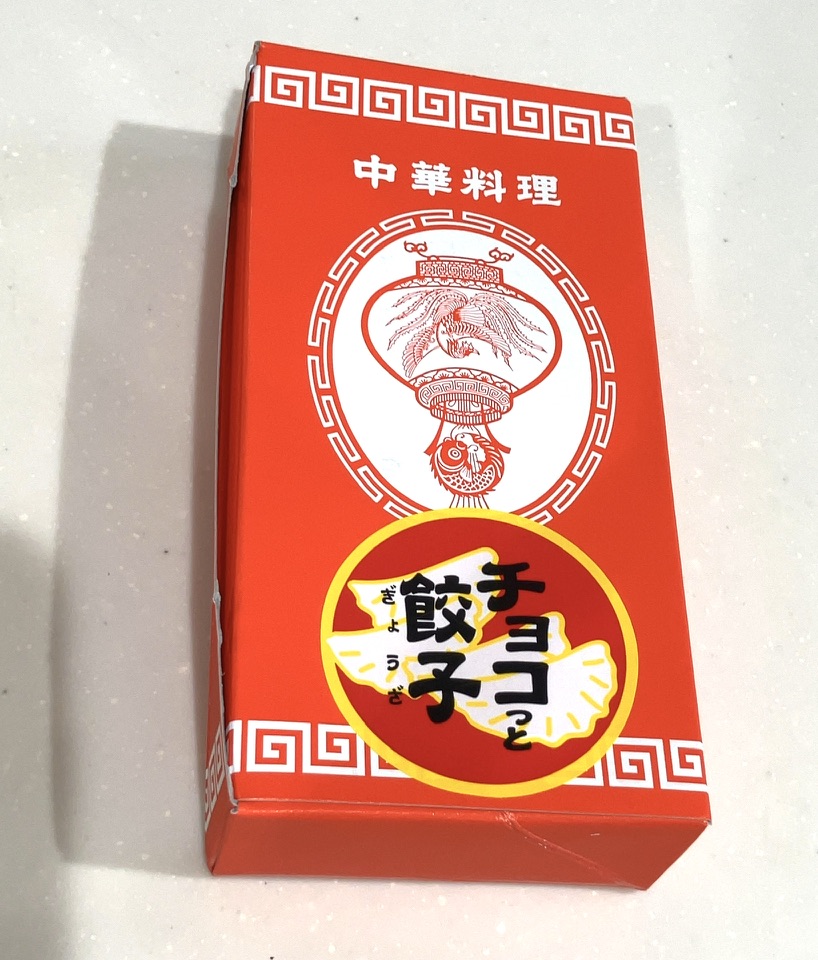 中華料理
チョコっと
餃子
ぎょうざ